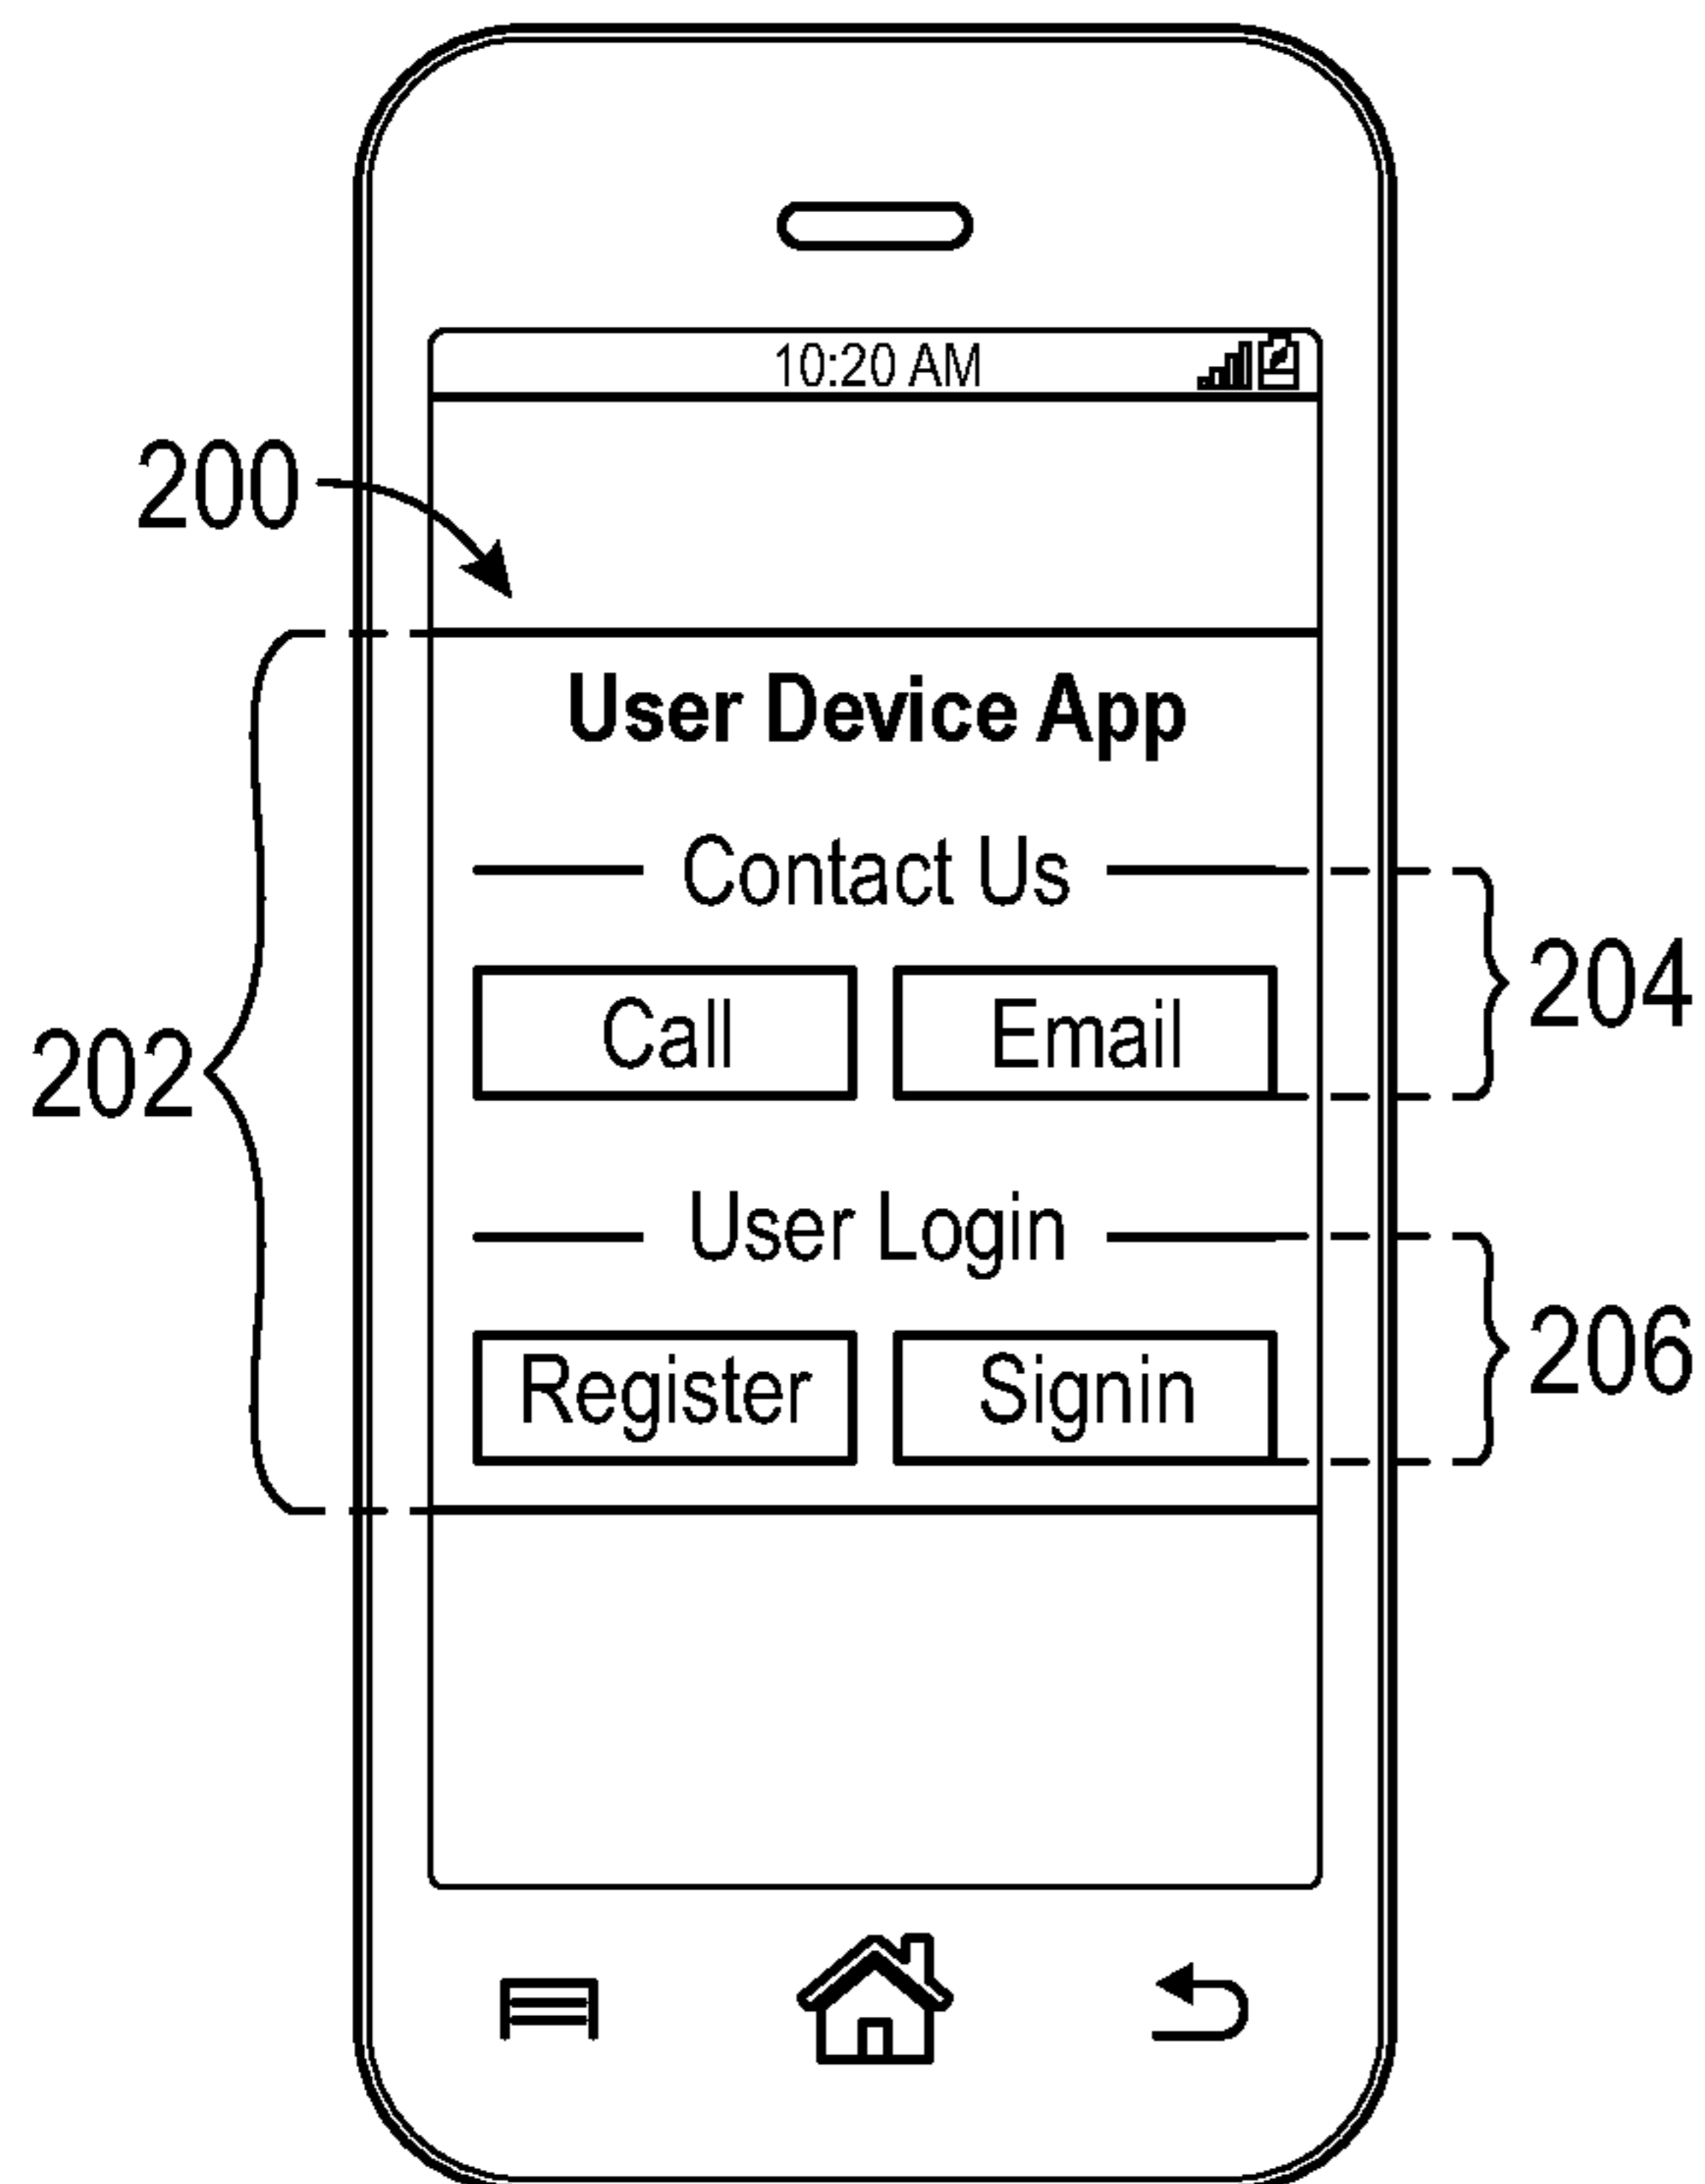 10:20 AM
200
User Device App
Contact Us
204
Call Email
202
User Login
206
Register Signin